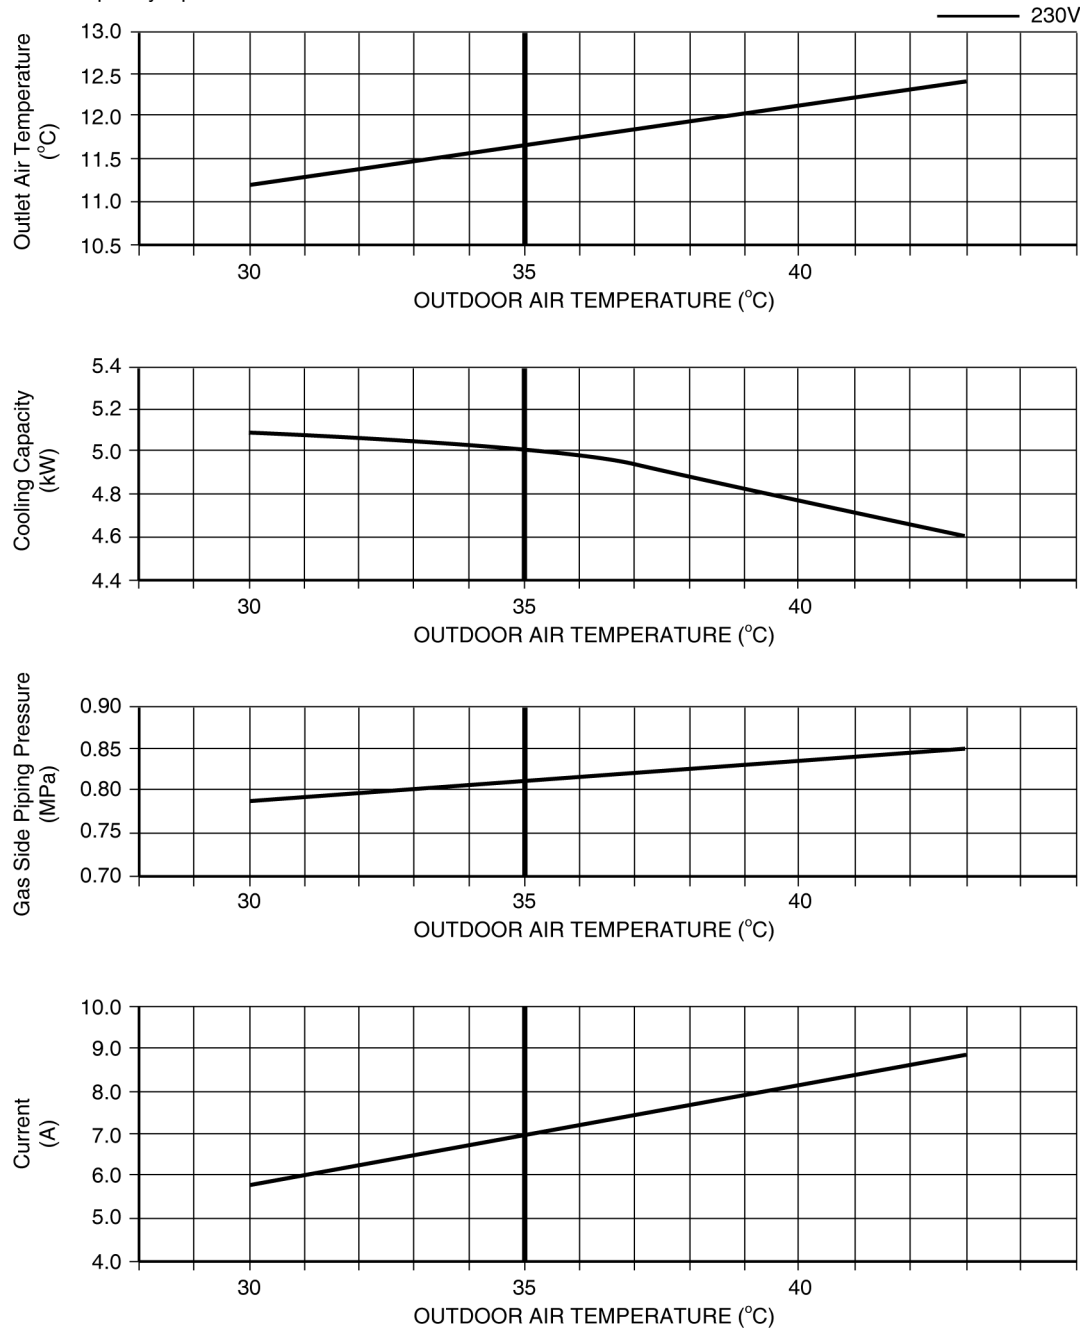 230V
13.0
12.5
12.0
11.5
11.0
10.5
Outlet Air Temperature
(°C)
30 35 40
OUTDOOR AIR TEMPERATURE (°C)
5.4
5.2
5.0
4.8
4.6
4.4
Cooling Capacity
(kW)
30 35 40
OUTDOOR AIR TEMPERATURE (°C)
0.90
0.85
0.80
0.75
0.70
Gas Side Piping Pressure
(MPa)
30 35 40
OUTDOOR AIR TEMPERATURE (°C)
10.0
9.0
8.0
7.0
6.0
5.0
4.0
Current
(A)
30 35 40
OUTDOOR AIR TEMPERATURE (°C)